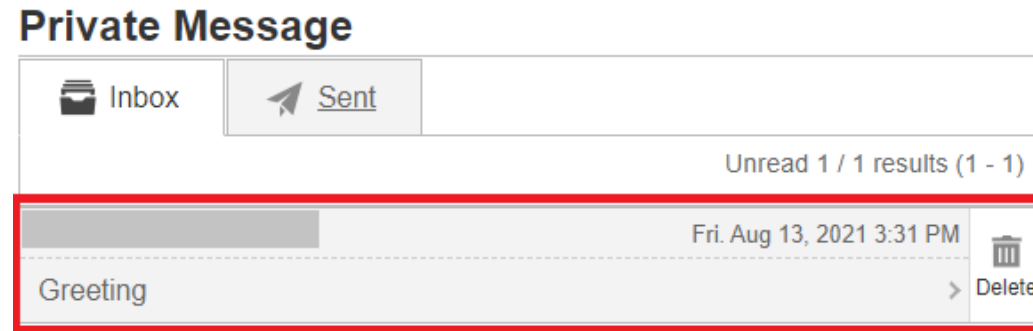 Private Message
Inbox
Sent
Unread 1 / 1 results (1 - 1)
Fri. Aug 13, 2021 3:31 PM
Greeting
Delete